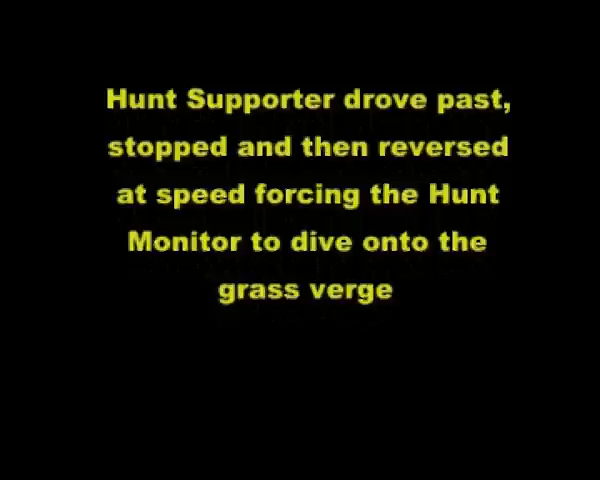 Hunt Supporter drove past,
stopped and then reversed
at speed forcing the Hunt
Monitor to dive onto the
grass verge